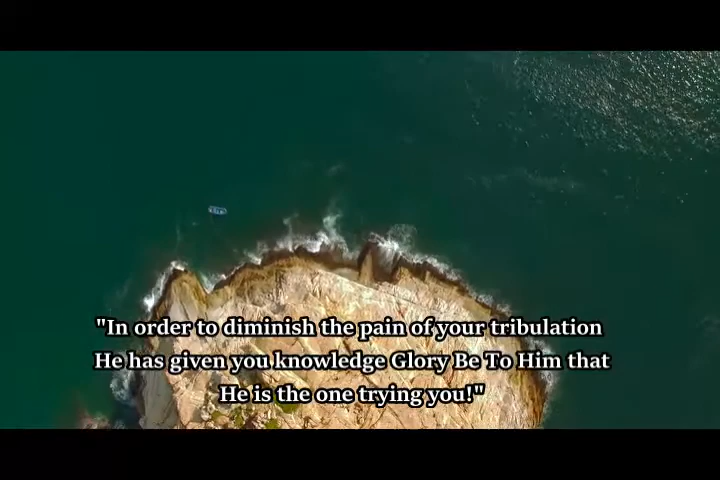 "In order to diminish the pain of your tribulation
He has given you knowledge Glory Be To Him that
He is the one trying you!"